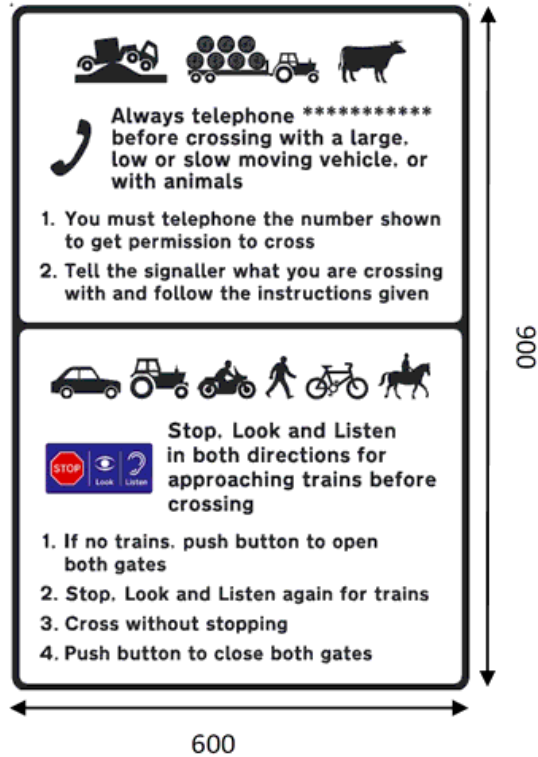 Always telephone ***********
before crossing with a large,
low or slow moving vehicle, or
with animals
1. You must telephone the number shown
to get permission to cross
2. Tell the signaller what you are crossing
with and follow the instructions given
STOP
Look
Listen
Stop, Look and Listen
in both directions for
approaching trains before
crossing
1. If no trains, push button to open
both gates
2. Stop, Look and Listen again for trains
3. Cross without stopping
4. Push button to close both gates
900
600